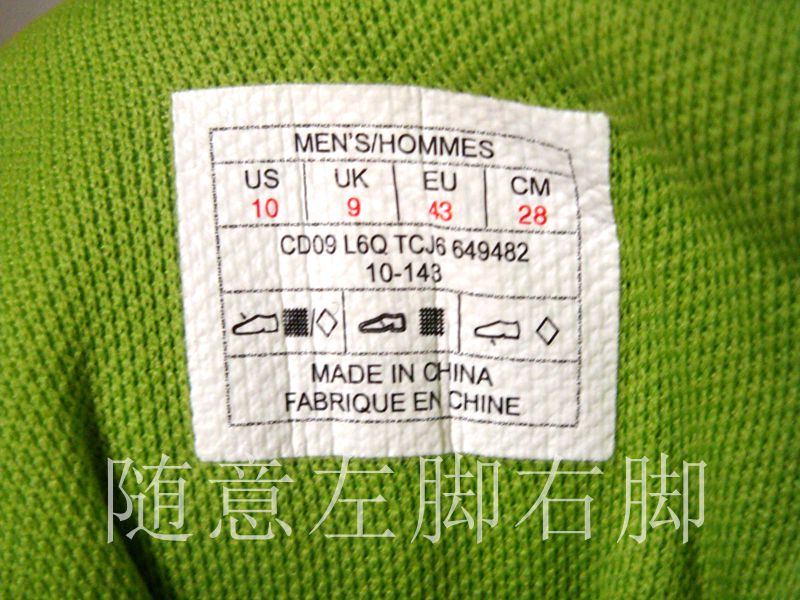 MEN'S/HOMMES
US UK EU CM
10 9 43 28
CD09 L6Q TCJ6 649482
10-143
MADE IN CHINA
FABRIQUE EN CHINE
随意左脚右脚